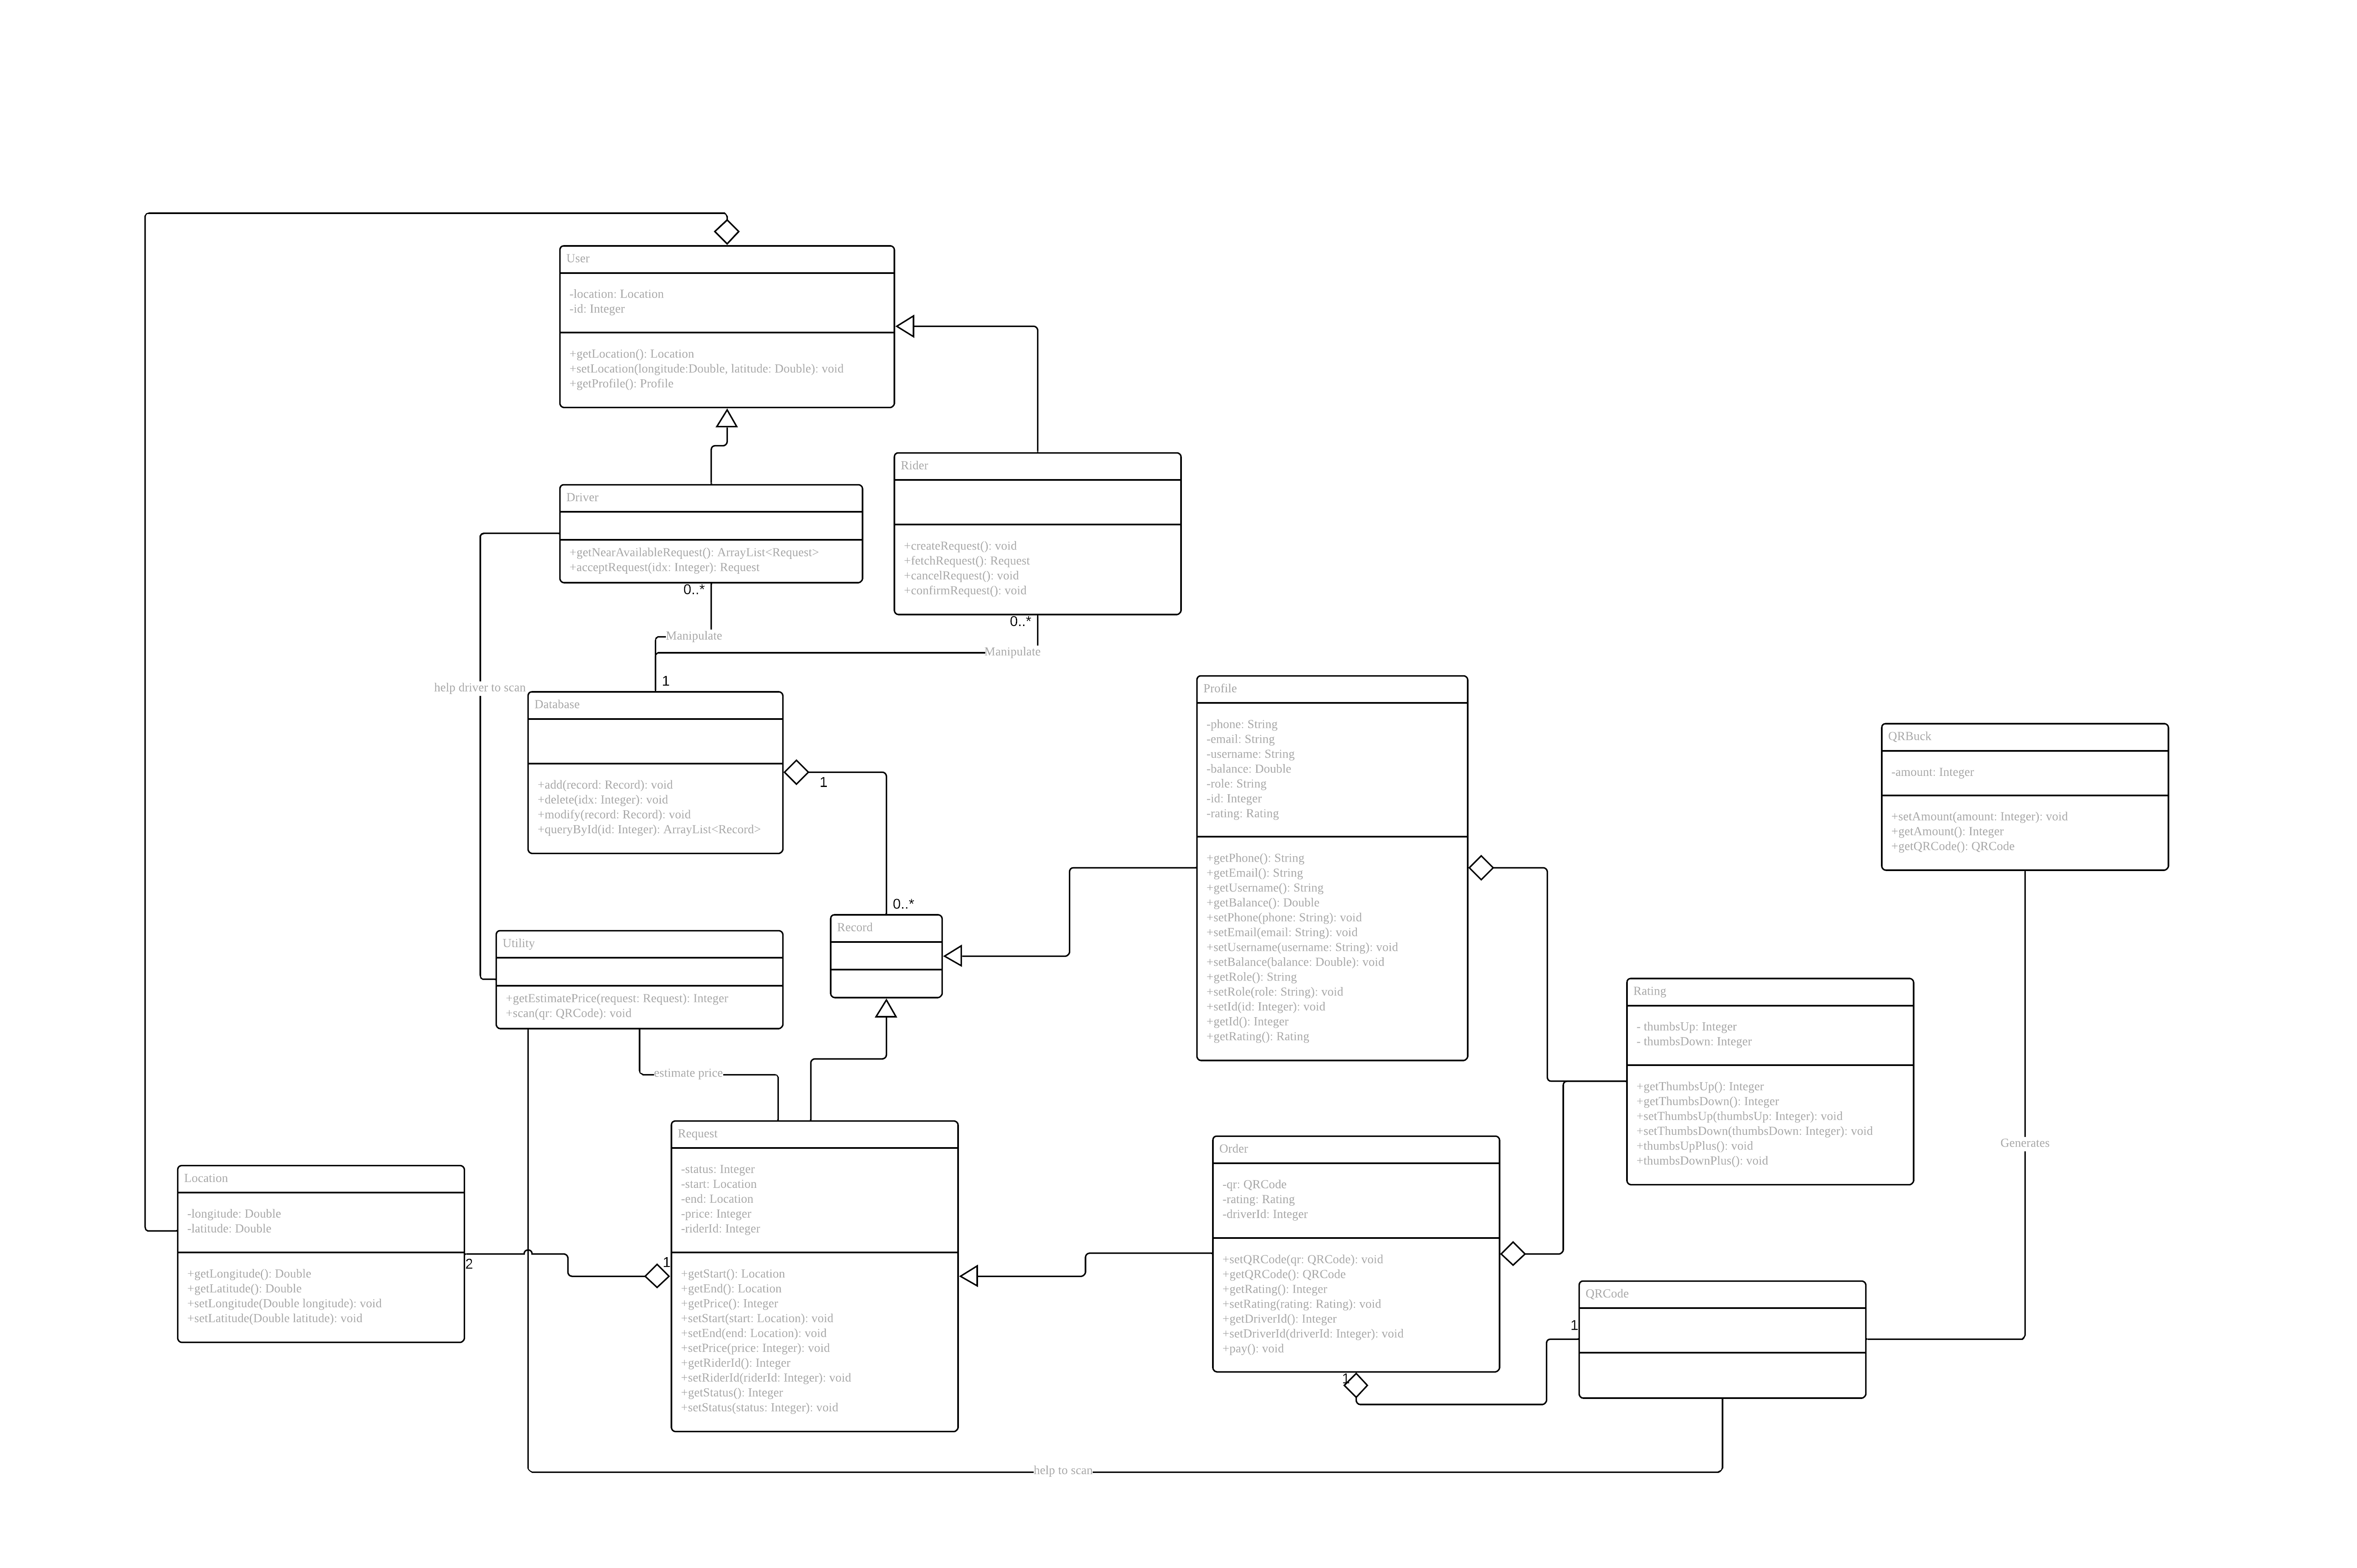 User
-location: Location
-id: Integer
+getLocation(): Location
+setLocation(longitude:Double, latitude: Double): void
+getProfile(): Profile
Rider
+createRequest(): void
+fetchRequest(): Request
+cancelRequest(): void
+confirmRequest(): void
0..*
Driver
+getNearAvailableRequest(): ArrayList<Request>
+acceptRequest(idx: Integer): Request
0..*
Manipulate
Manipulate
1
help driver to scan
Database
+add(record: Record): void
+delete(idx: Integer): void
+modify(record: Record): void
+queryById(id: Integer): ArrayList<Record>
1
0..*
Record
Profile
-phone: String
-email: String
-username: String
-balance: Double
-role: String
-id: Integer
-rating: Rating
+getPhone(): String
+getEmail(): String
+getUsername(): String
+getBalance(): Double
+setPhone(phone: String): void
+setEmail(email: String): void
+setUsername(username: String): void
+setBalance(balance: Double): void
+getRole(): String
+setRole(role: String): void
+setId(id: Integer): void
+getId(): Integer
+getRating(): Rating
QRBuck
-amount: Integer
+setAmount(amount: Integer): void
+getAmount(): Integer
+getQRCode(): QRCode
Utility
+getEstimatePrice(request: Request): Integer
+scan(qr: QRCode): void
estimate price
Rating
- thumbsUp: Integer
- thumbsDown: Integer
+getThumbsUp(): Integer
+getThumbsDown(): Integer
+setThumbsUp(thumbsUp: Integer): void
+setThumbsDown(thumbsDown: Integer): void
+thumbsUpPlus(): void
+thumbsDownPlus(): void
Generates
Location
-longitude: Double
-latitude: Double
+getLongitude(): Double
+getLatitude(): Double
+setLongitude(Double longitude): void
+setLatitude(Double latitude): void
2
1
Request
-status: Integer
-start: Location
-end: Location
-price: Integer
-riderId: Integer
+getStart(): Location
+getEnd(): Location
+getPrice(): Integer
+setStart(start: Location): void
+setEnd(end: Location): void
+setPrice(price: Integer): void
+getRiderId(): Integer
+setRiderId(riderId: Integer): void
+getStatus(): Integer
+setStatus(status: Integer): void
Order
-qr: QRCode
-rating: Rating
-driverId: Integer
+setQRCode(qr: QRCode): void
+getQRCode(): QRCode
+getRating(): Integer
+setRating(rating: Rating): void
+getDriverId(): Integer
+setDriverId(driverId: Integer): void
+pay(): void
1
QRCode
1
help to scan